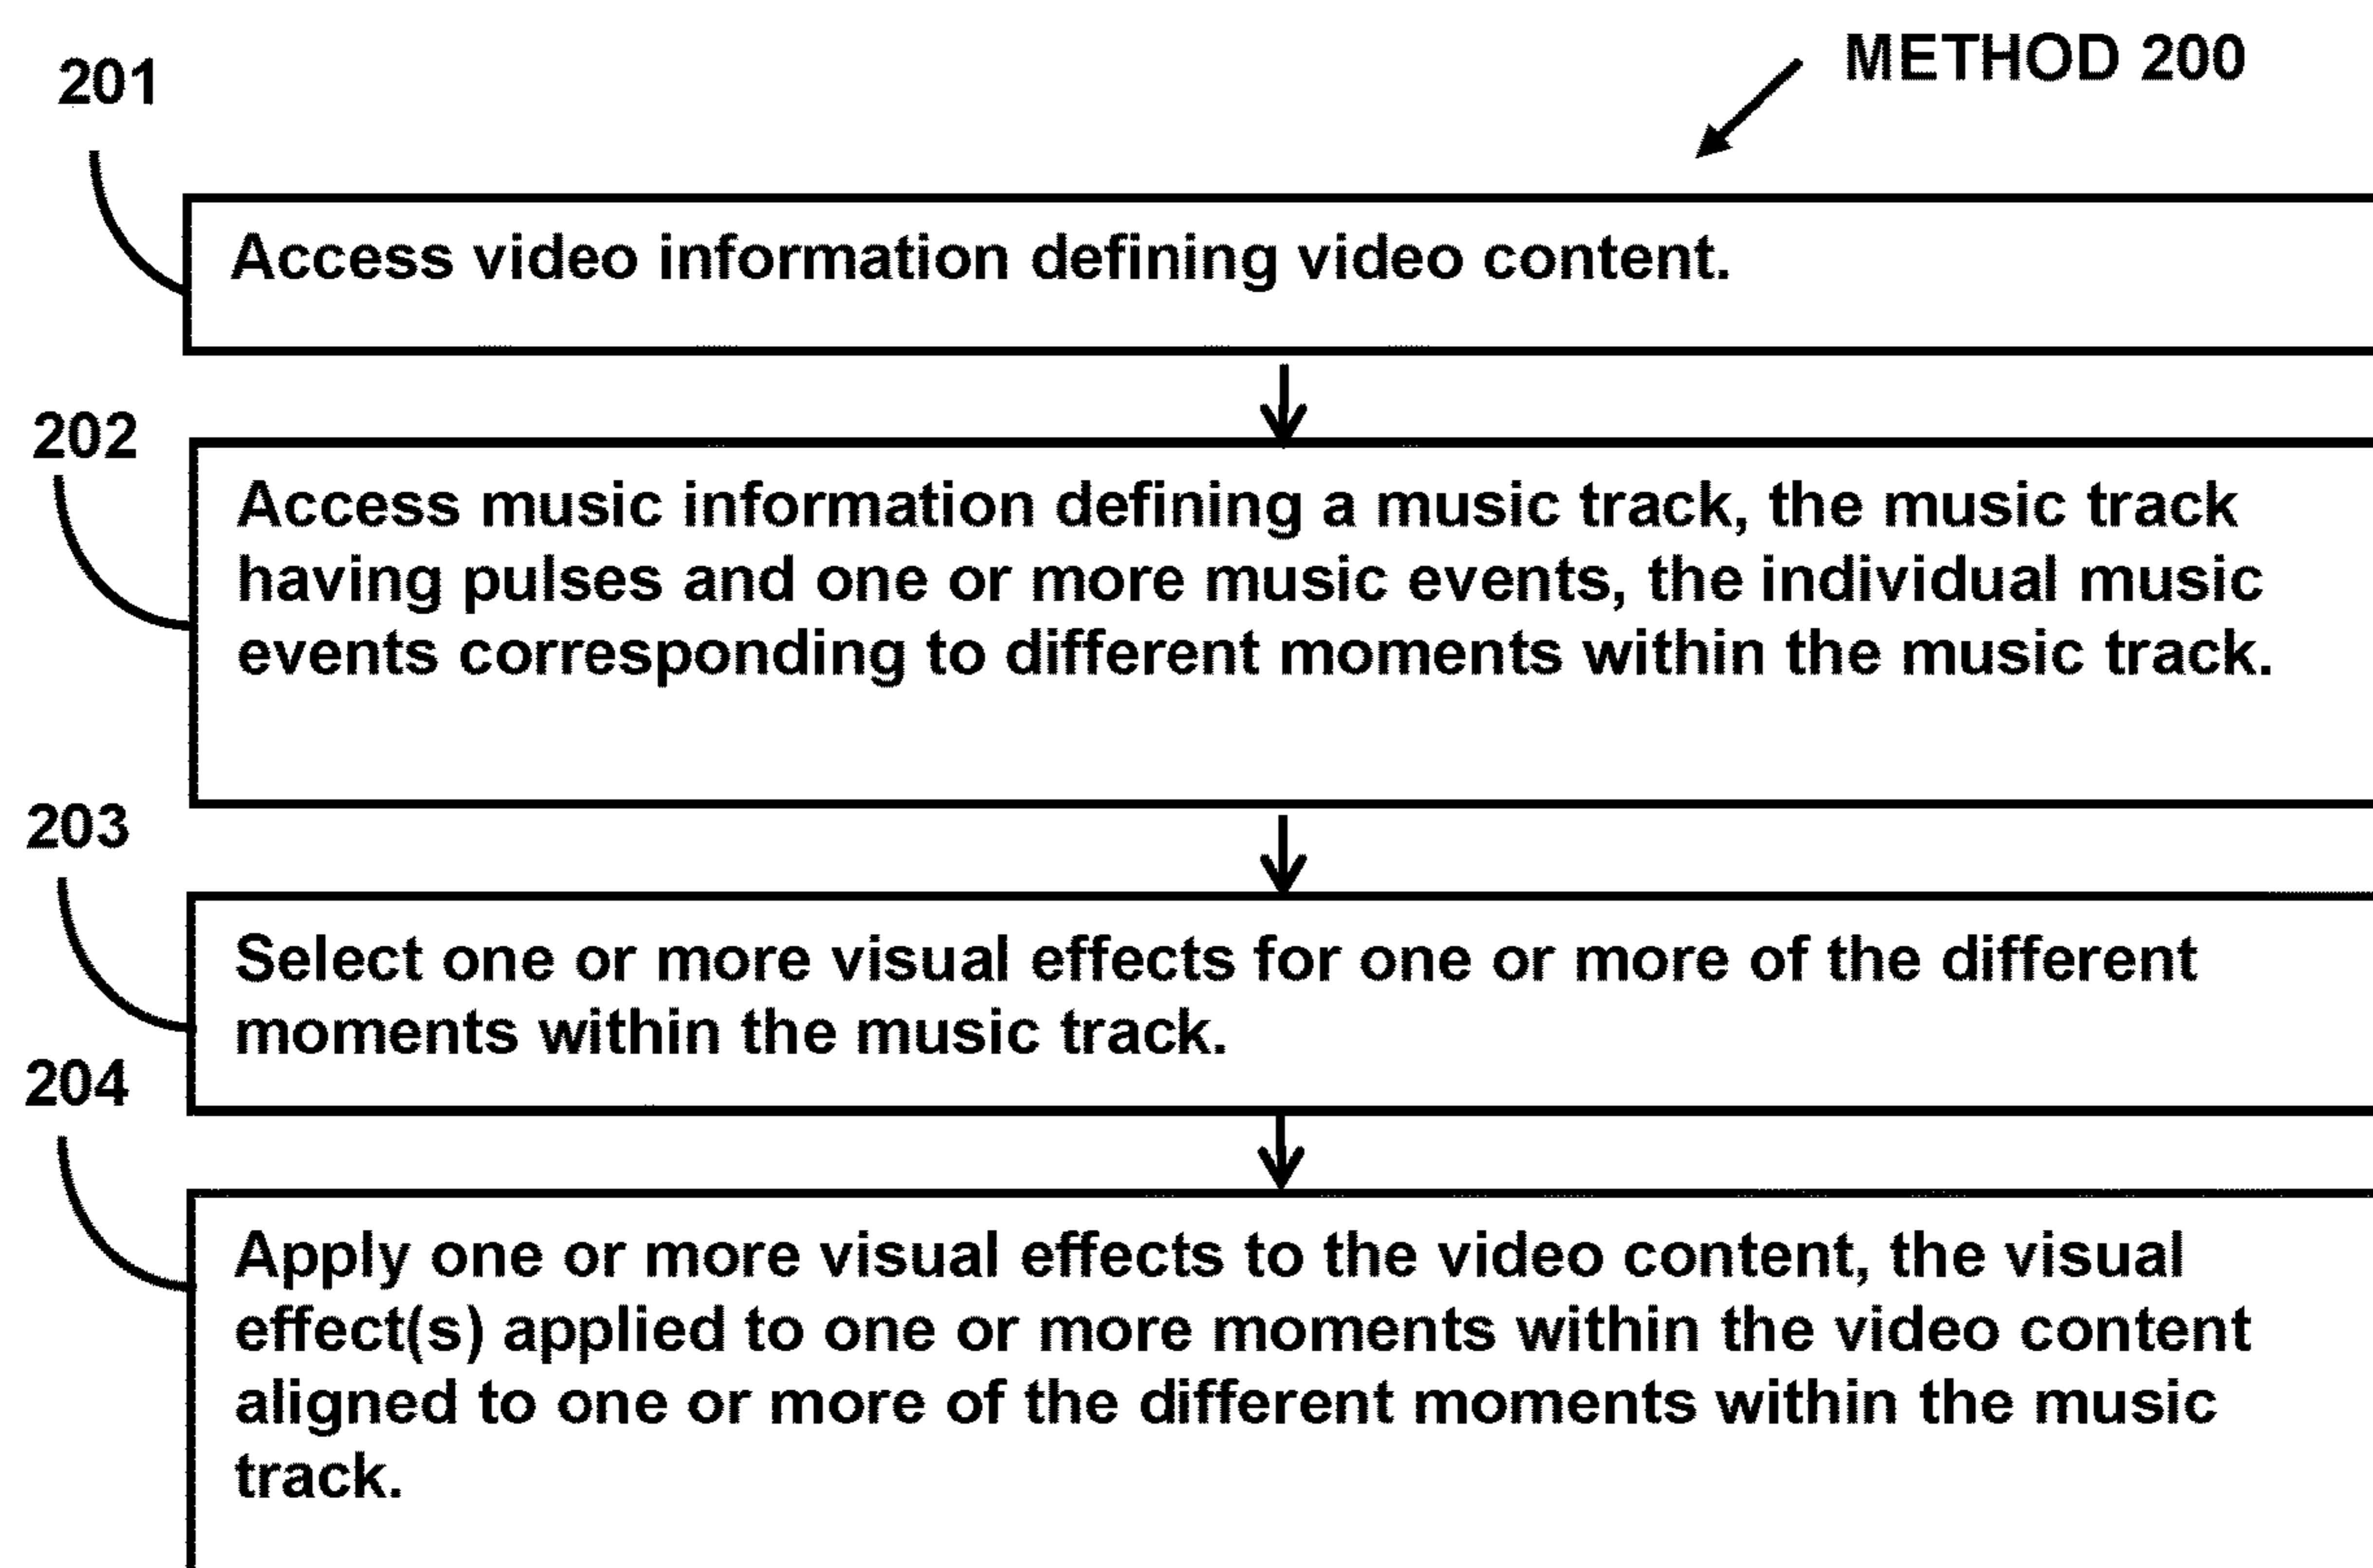 METHOD 200
201
Access video information defining video content.
202
Access music information defining a music track, the music track
having pulses and one or more music events, the individual music
events corresponding to different moments within the music track.
203
Select one or more visual effects for one or more of the different
moments within the music track.
204
Apply one or more visual effects to the video content, the visual
effect(s) applied to one or more moments within the video content
aligned to one or more of the different moments within the music
track.